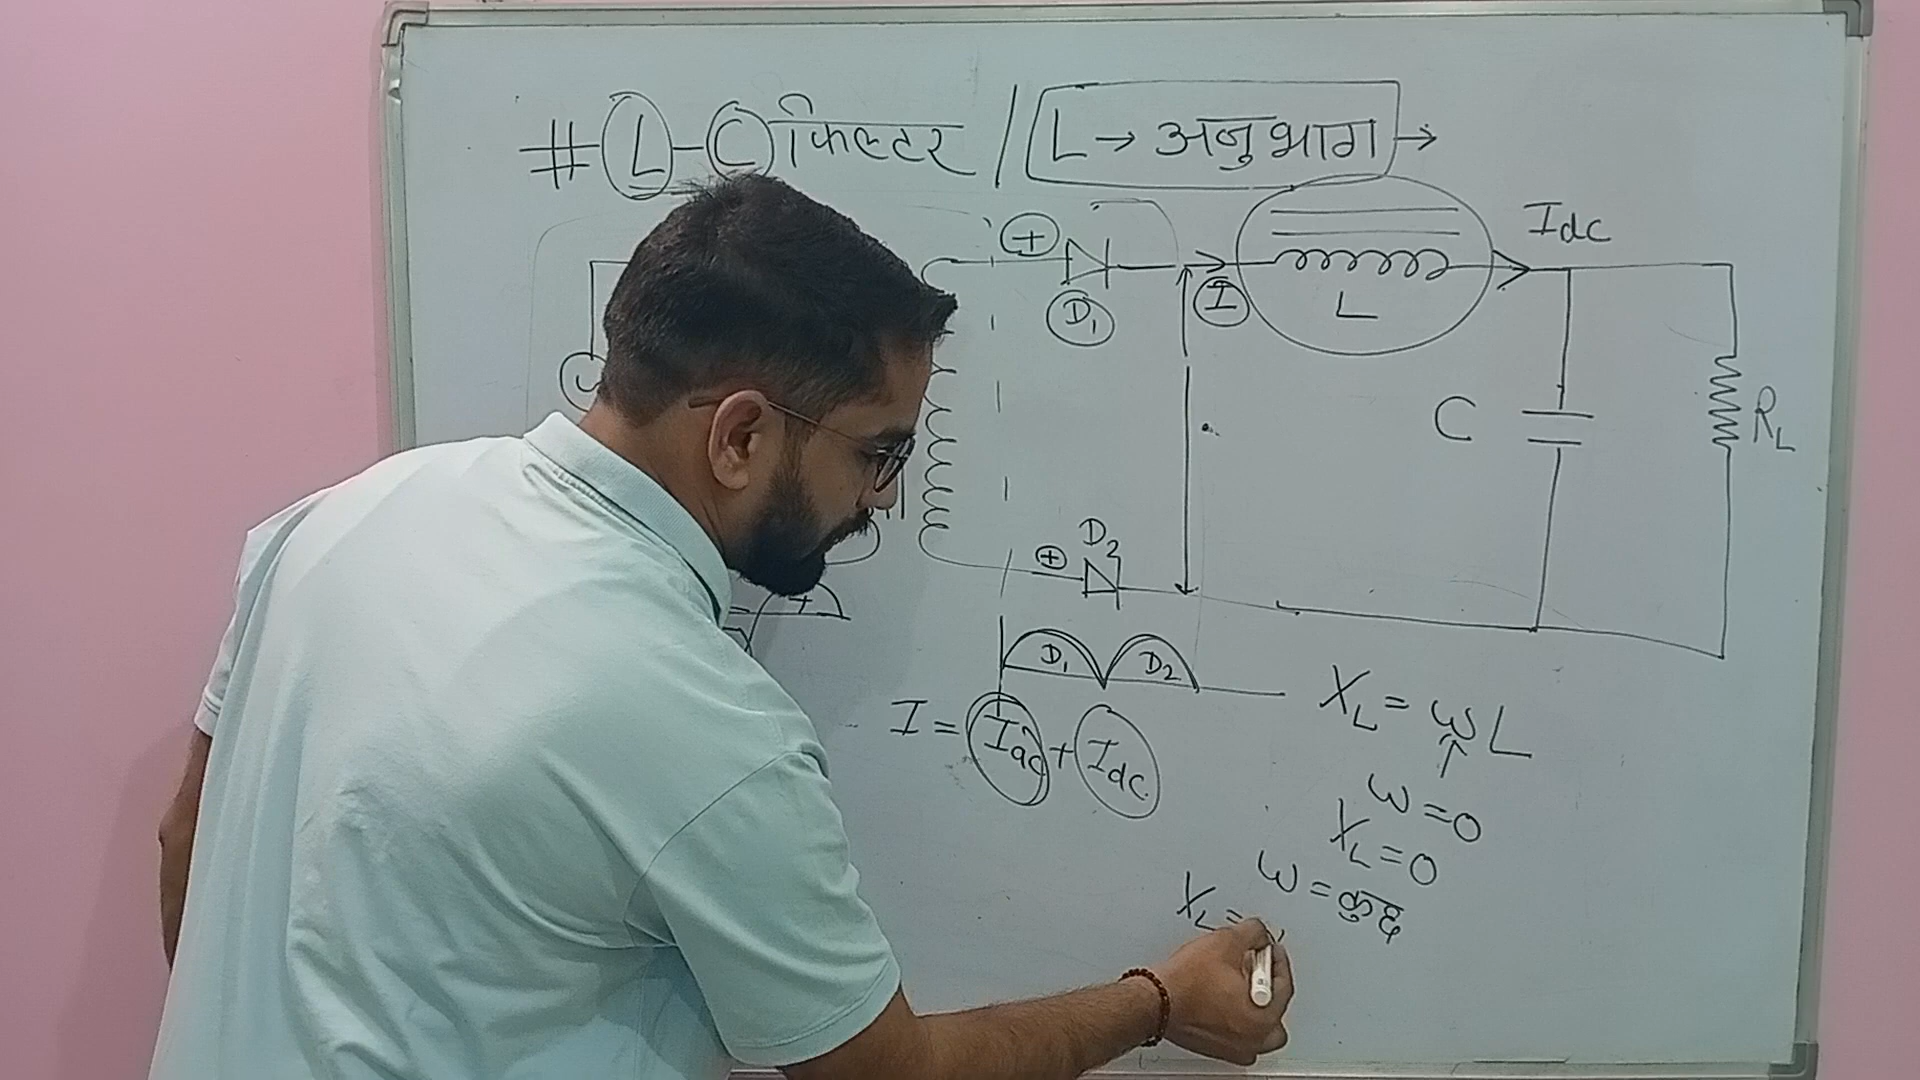 # L-C फिल्टर / L → अनुभाग →
+ D₁ I L Idc
C RL
+ D₂
+
D₁ D₂
I = Iac + Idc
XL = ωL
ω = 0
XL = 0
ω = कुछ
XL =